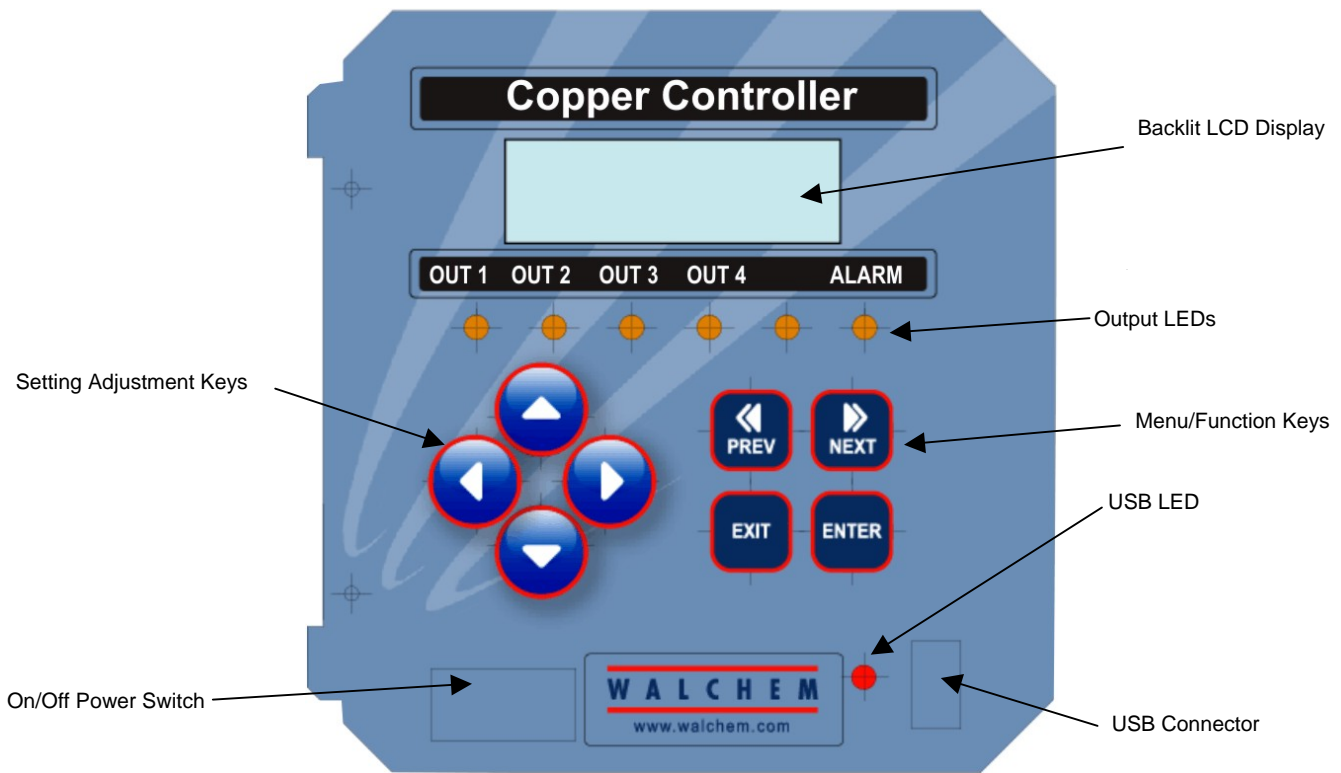 Copper Controller
Backlit LCD Display
OUT 1 OUT 2 OUT 3 OUT 4 ALARM
Output LEDs
Setting Adjustment Keys
PREV NEXT
Menu/Function Keys
USB LED
EXIT ENTER
On/Off Power Switch
WALCHEM
www.walchem.com
USB Connector